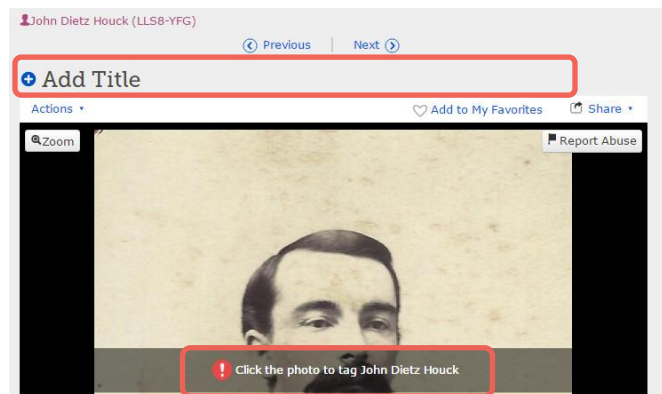 John Dietz Houck (LLS8-YFG)
Previous | Next
Add Title
Actions Add to My Favorites Share
Zoom Report Abuse
Click the photo to tag John Dietz Houck